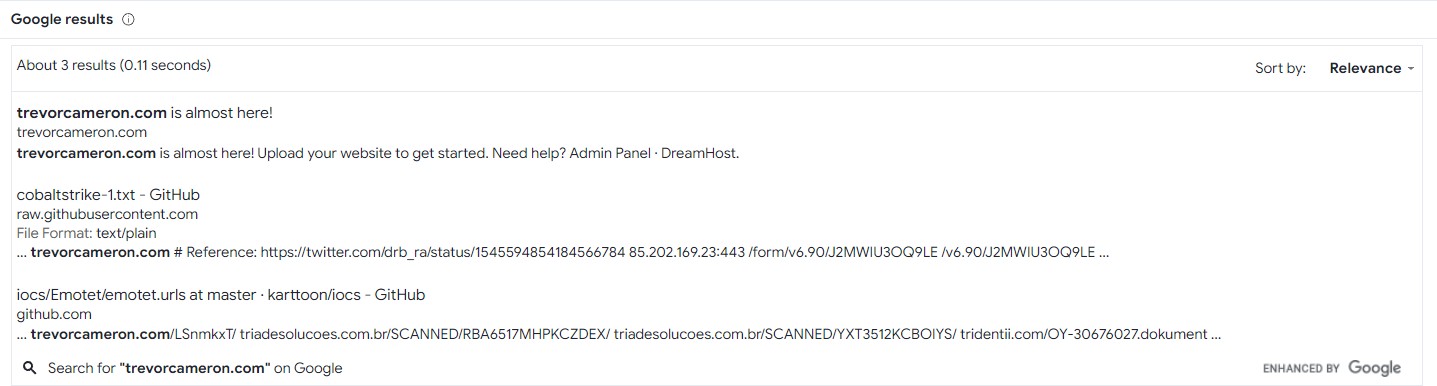 Google results
About 3 results (0.11 seconds)
Sort by: Relevance
trevorcameron.com is almost here!
trevorcameron.com
trevorcameron.com is almost here! Upload your website to get started. Need help? Admin Panel · DreamHost.
cobaltstrike-1.txt - GitHub
raw.githubusercontent.com
File Format: text/plain
... trevorcameron.com # Reference: https://twitter.com/drb_ra/status/1545594854184566784 85.202.169.23:443 /form/v6.90/J2MWIU3OQ9LE /v6.90/J2MWIU3OQ9LE ...
iocs/Emotet/emotet.urls at master · karttoon/iocs - GitHub
github.com
... trevorcameron.com/LSnmkxT/ triadesolucoes.com.br/SCANNED/RBA6517MHPKCZDEX/ triadesolucoes.com.br/SCANNED/YXT3512KCBOIYS/ tridentii.com/OY-30676027.dokument ...
Search for "trevorcameron.com" on Google
ENHANCED BY Google